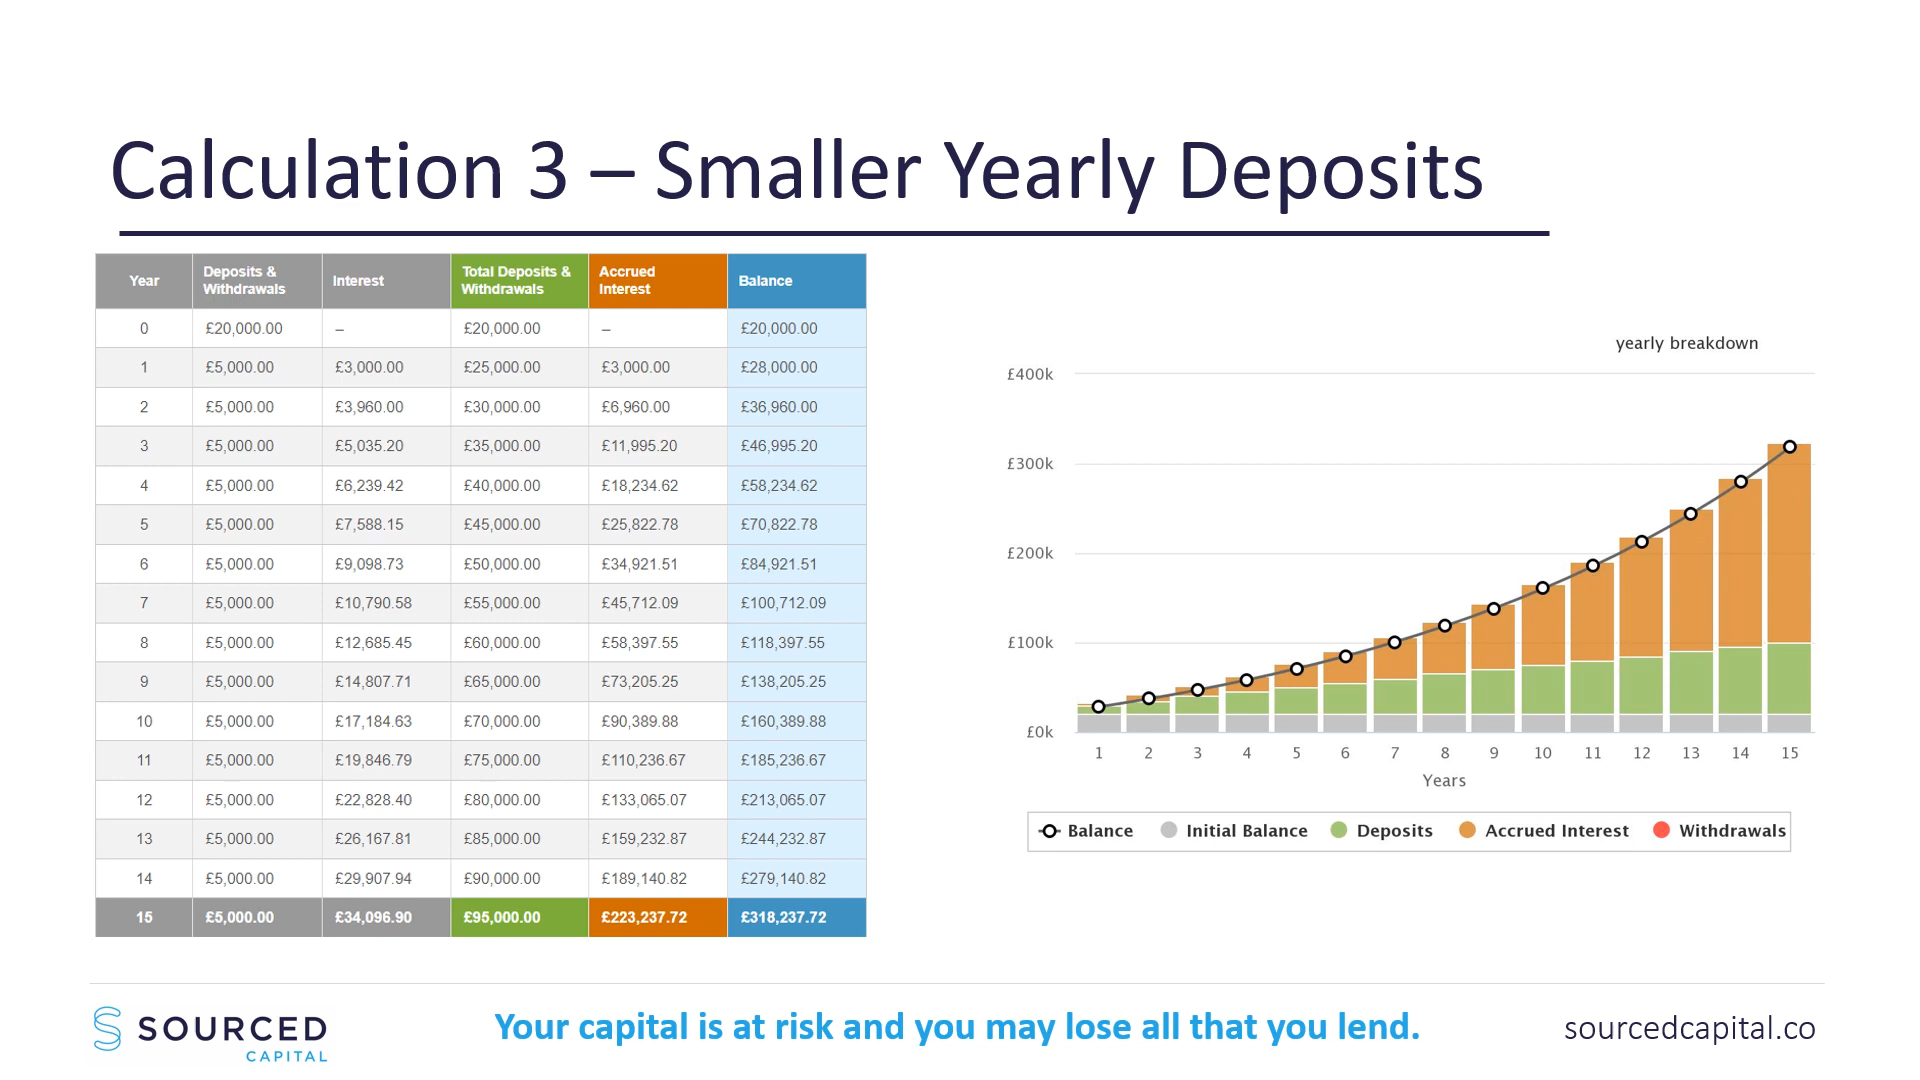 Calculation 3 – Smaller Yearly Deposits
Year Deposits & Withdrawals Interest Total Deposits & Withdrawals Accrued Interest Balance
0 £20,000.00 – £20,000.00 – £20,000.00
1 £5,000.00 £3,000.00 £25,000.00 £3,000.00 £28,000.00
2 £5,000.00 £3,960.00 £30,000.00 £6,960.00 £36,960.00
3 £5,000.00 £5,035.20 £35,000.00 £11,995.20 £46,995.20
4 £5,000.00 £6,239.42 £40,000.00 £18,234.62 £58,234.62
5 £5,000.00 £7,588.15 £45,000.00 £25,822.78 £70,822.78
6 £5,000.00 £9,098.73 £50,000.00 £34,921.51 £84,921.51
7 £5,000.00 £10,790.58 £55,000.00 £45,712.09 £100,712.09
8 £5,000.00 £12,685.45 £60,000.00 £58,397.55 £118,397.55
9 £5,000.00 £14,807.71 £65,000.00 £73,205.25 £138,205.25
10 £5,000.00 £17,184.63 £70,000.00 £90,389.88 £160,389.88
11 £5,000.00 £19,846.79 £75,000.00 £110,236.67 £185,236.67
12 £5,000.00 £22,828.40 £80,000.00 £133,065.07 £213,065.07
13 £5,000.00 £26,167.81 £85,000.00 £159,232.87 £244,232.87
14 £5,000.00 £29,907.94 £90,000.00 £189,140.82 £279,140.82
15 £5,000.00 £34,096.90 £95,000.00 £223,237.72 £318,237.72
yearly breakdown
£400k
£300k
£200k
£100k
£0k
1 2 3 4 5 6 7 8 9 10 11 12 13 14 15
Years
Balance Initial Balance Deposits Accrued Interest Withdrawals
SOURCED
CAPITAL
Your capital is at risk and you may lose all that you lend.
sourcedcapital.co